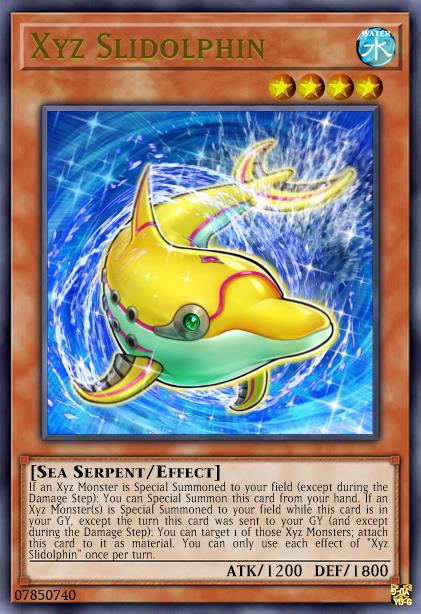 XYZ SLIDOLPHIN
WATER
水
[SEA SERPENT/EFFECT]
If an Xyz Monster is Special Summoned to your field (except during the
Damage Step): You can Special Summon this card from your hand. If an
Xyz Monster(s) is Special Summoned to your field while this card is in
your GY, except the turn this card was sent to your GY (and except
during the Damage Step): You can target 1 of those Xyz Monsters; attach
this card to it as material. You can only use each effect of "Xyz
Slidolphin" once per turn.
ATK/1200 DEF/1800
07850740